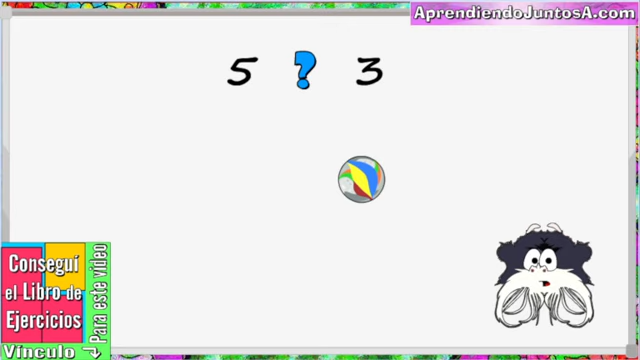 AprendiendoJuntosA.com
5 ? 3
Conseguí
el Libro de
Ejercicios
Vínculo
Para este video